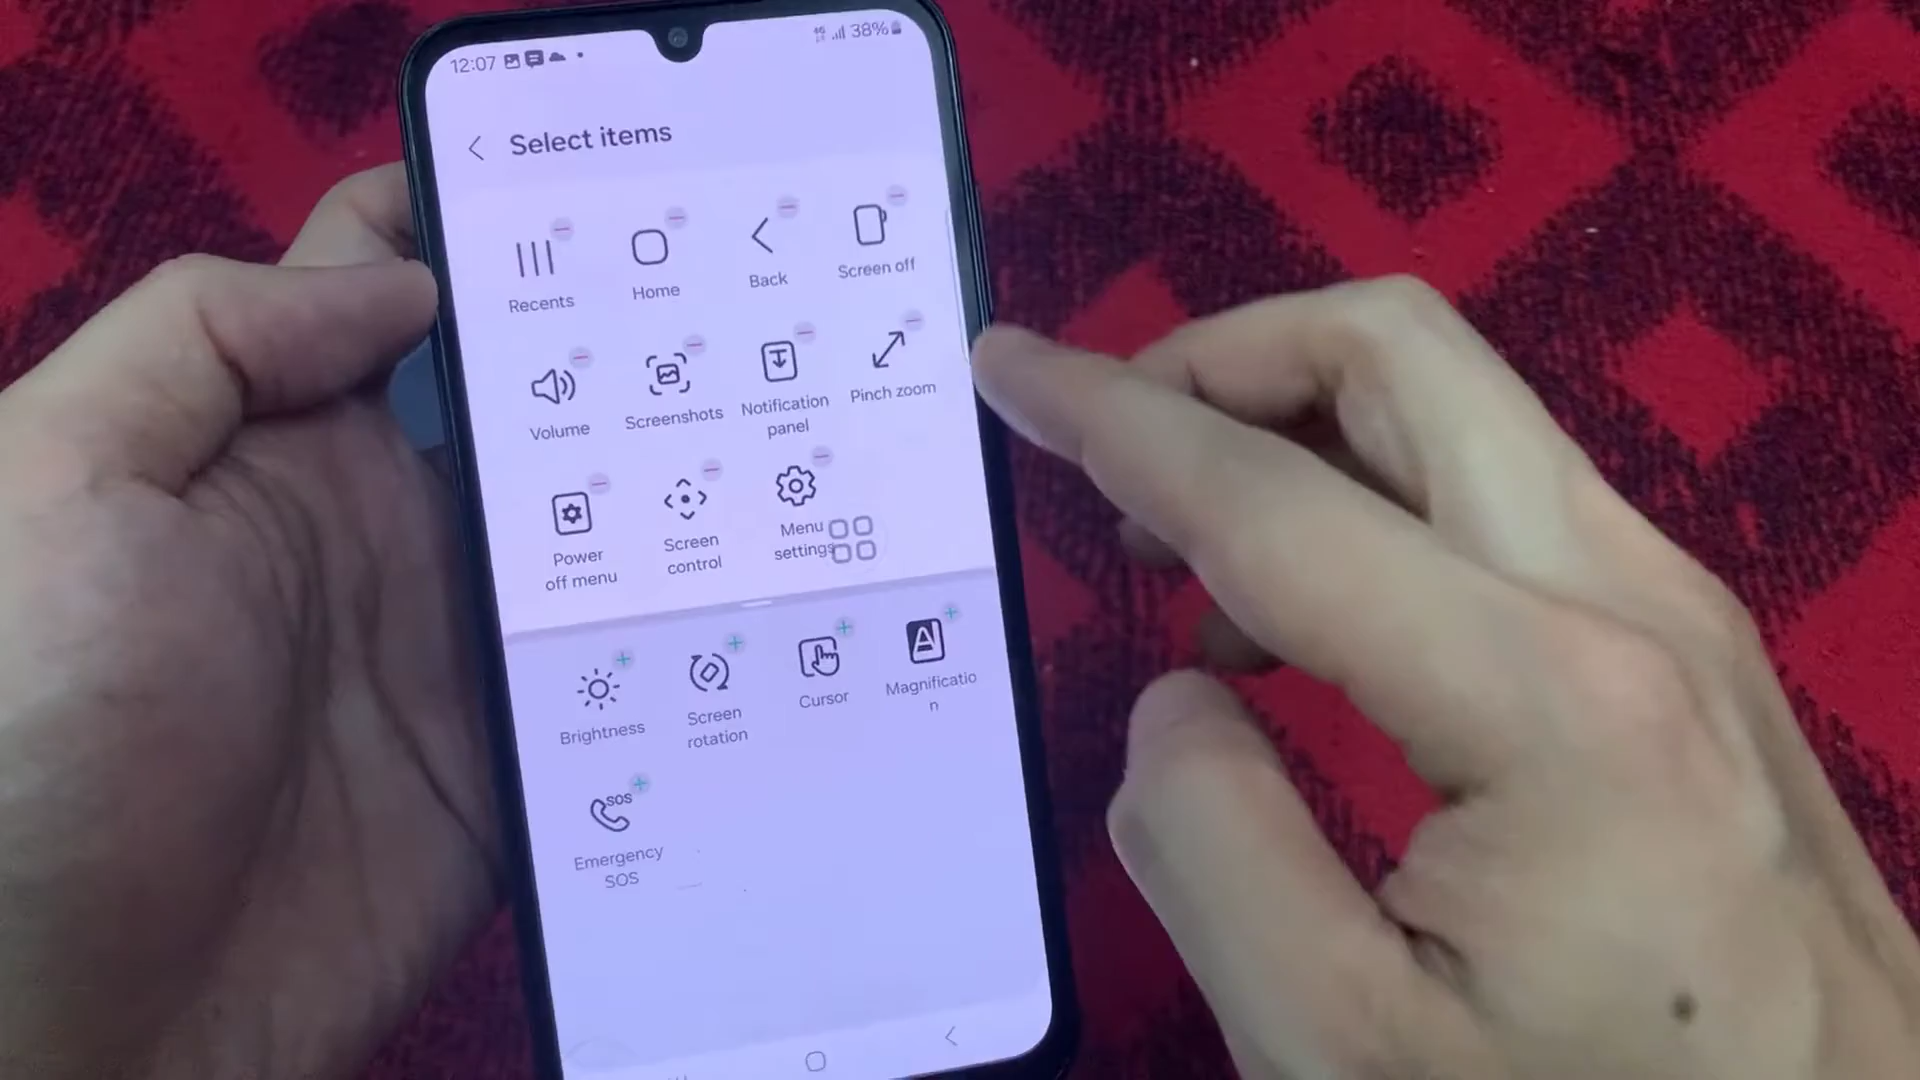 12:07
38%
Select items
Recents
Home
Back
Screen off
Volume
Screenshots
Notification
panel
Pinch zoom
Power
off menu
Screen
control
Menu
settings
Brightness
Screen
rotation
Cursor
Magnificatio
n
SOS
Emergency
SOS